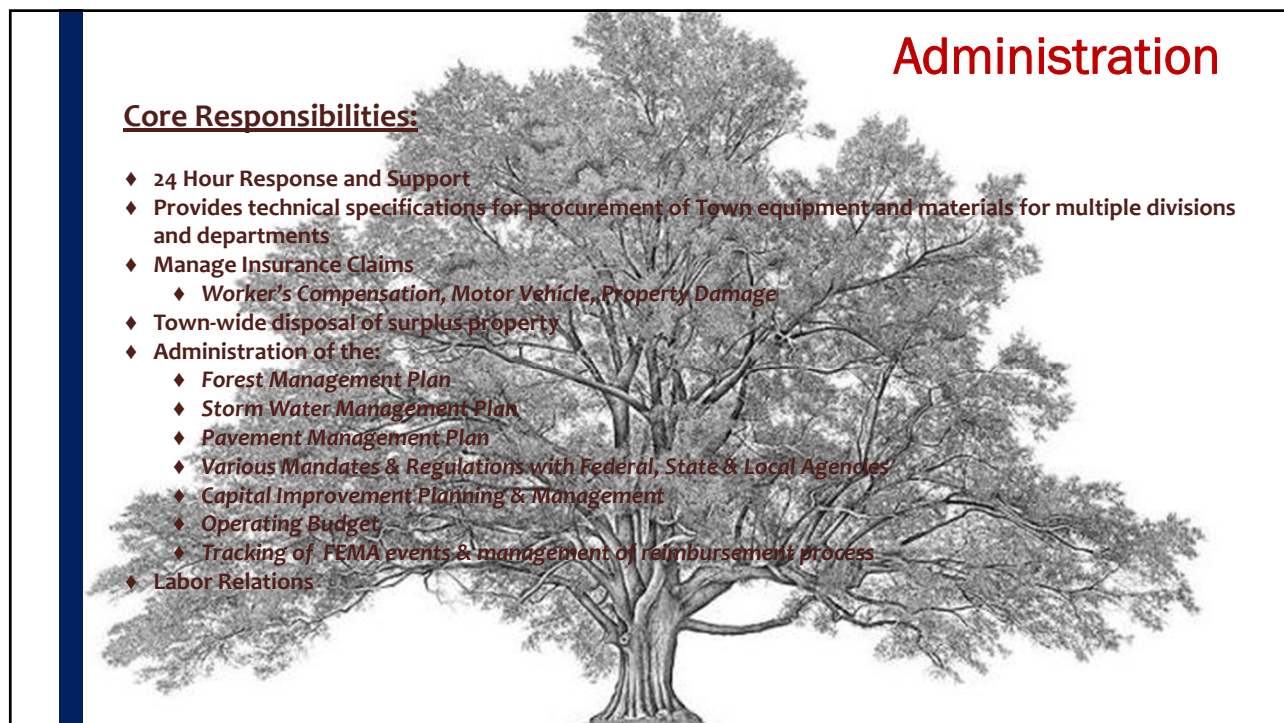 Administration
Core Responsibilities:
♦ 24 Hour Response and Support
♦ Provides technical specifications for procurement of Town equipment and materials for multiple divisions
and departments
♦ Manage Insurance Claims
♦ Worker's Compensation, Motor Vehicle, Property Damage
♦ Town-wide disposal of surplus property
♦ Administration of the:
♦ Forest Management Plan
♦ Storm Water Management Plan
♦ Pavement Management Plan
♦ Various Mandates & Regulations with Federal, State & Local Agencies
♦ Capital Improvement Planning & Management
♦ Operating Budget
♦ Tracking of FEMA events & management of reimbursement process
♦ Labor Relations